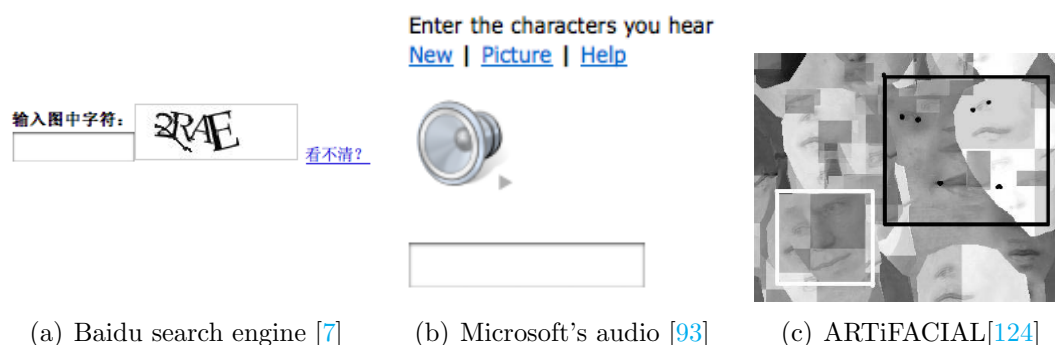 Enter the characters you hear
New | Picture | Help
输入图中字符:
2RAE
看不清?
(a) Baidu search engine [7]
(b) Microsoft's audio [93]
(c) ARTiFACIAL[124]